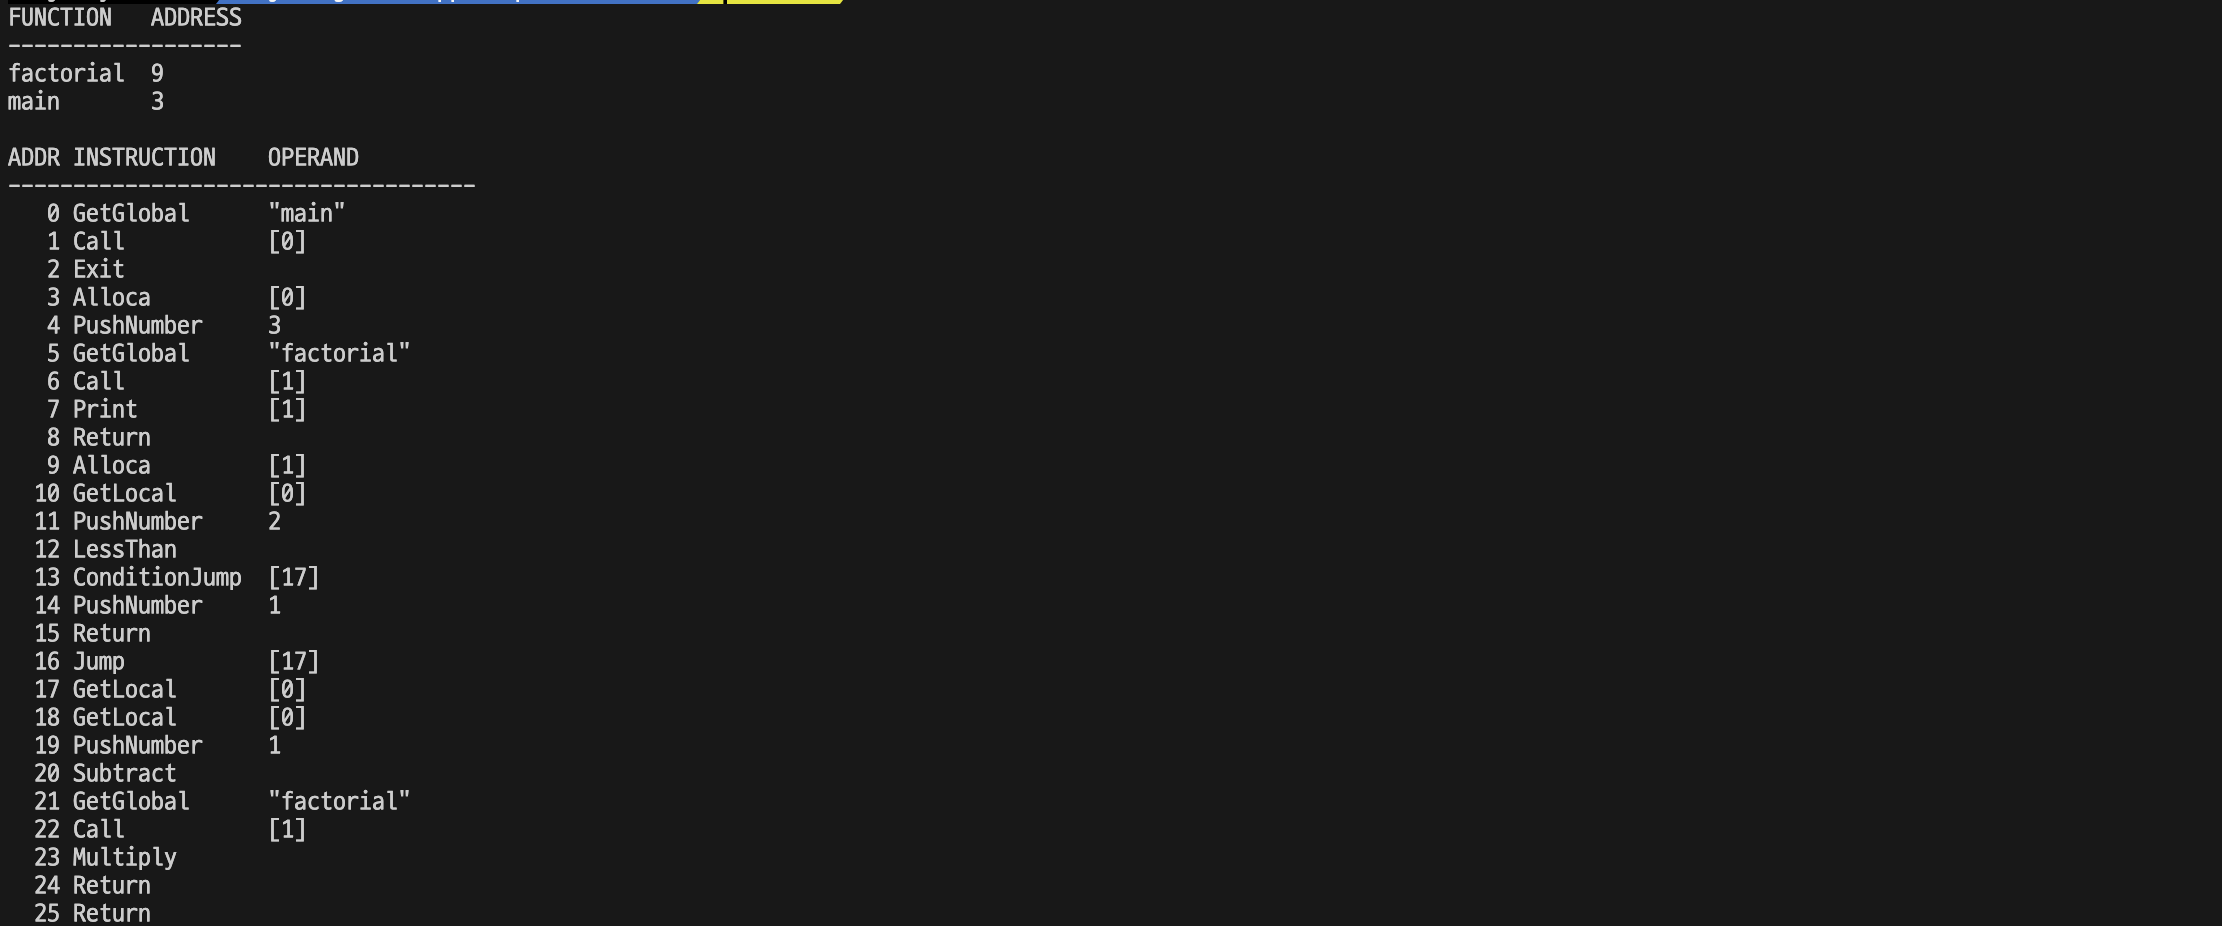 FUNCTION   ADDRESS
------------------
factorial  9
main       3
ADDR INSTRUCTION    OPERAND
------------------------------------
   0 GetGlobal      "main"
   1 Call           [0]
   2 Exit
   3 Alloca         [0]
   4 PushNumber     3
   5 GetGlobal      "factorial"
   6 Call           [1]
   7 Print          [1]
   8 Return
   9 Alloca         [1]
  10 GetLocal       [0]
  11 PushNumber     2
  12 LessThan
  13 ConditionJump  [17]
  14 PushNumber     1
  15 Return
  16 Jump           [17]
  17 GetLocal       [0]
  18 GetLocal       [0]
  19 PushNumber     1
  20 Subtract
  21 GetGlobal      "factorial"
  22 Call           [1]
  23 Multiply
  24 Return
  25 Return